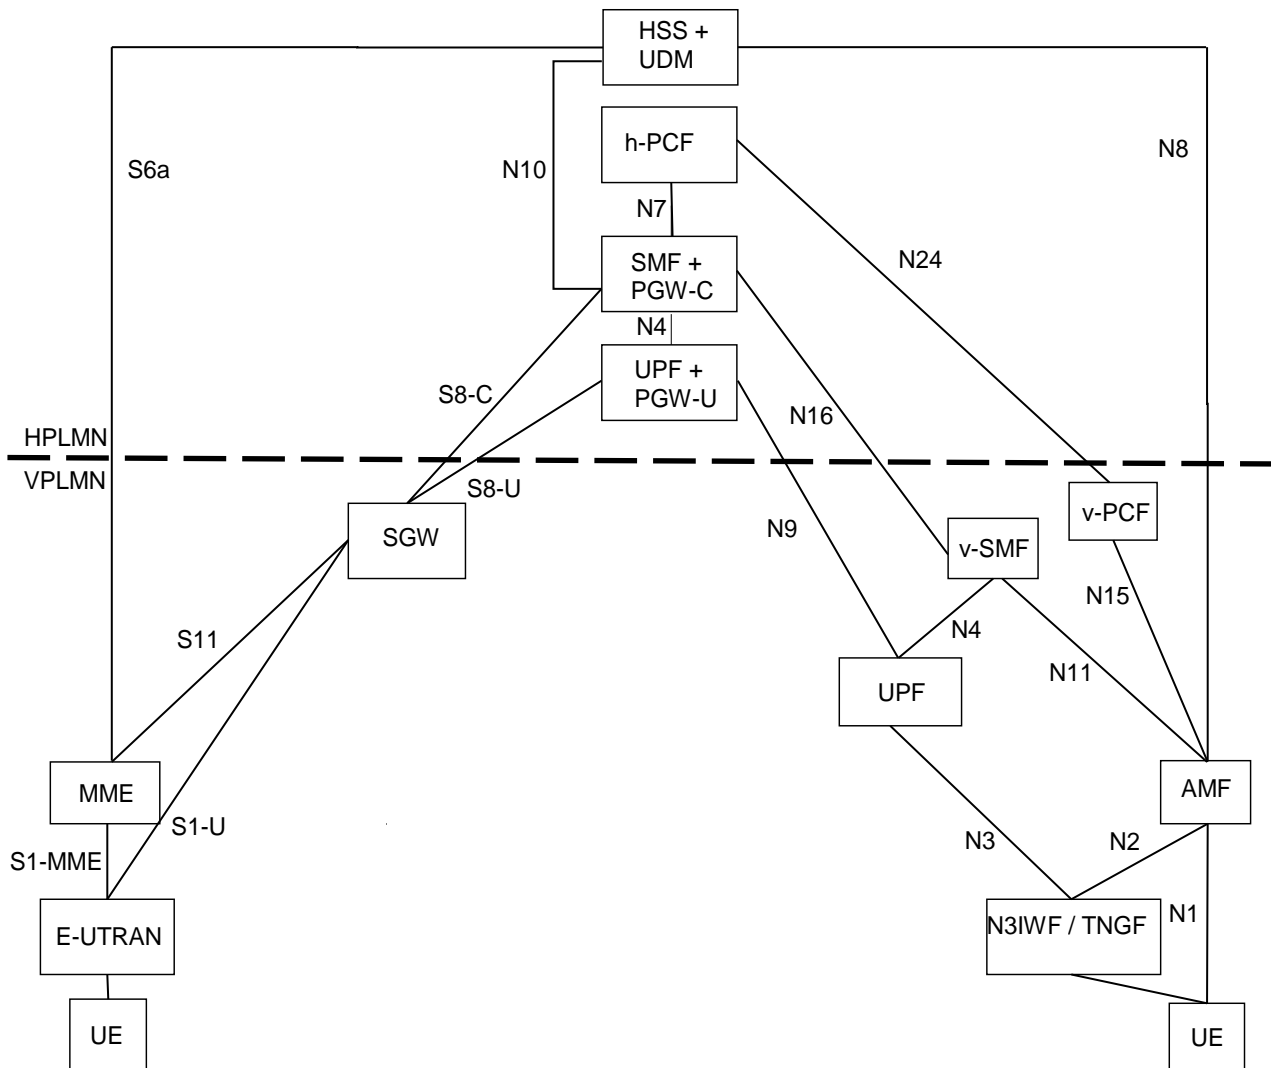 HSS +
UDM
h-PCF
S6a
N10
N8
N7
SMF +
PGW-C
N24
N4
UPF +
PGW-U
S8-C
N16
HPLMN
VPLMN
S8-U
v-PCF
SGW
N9
v-SMF
N15
S11
N4
N11
UPF
MME
AMF
S1-U
N3
N2
S1-MME
N1
E-UTRAN
N3IWF / TNGF
UE
UE